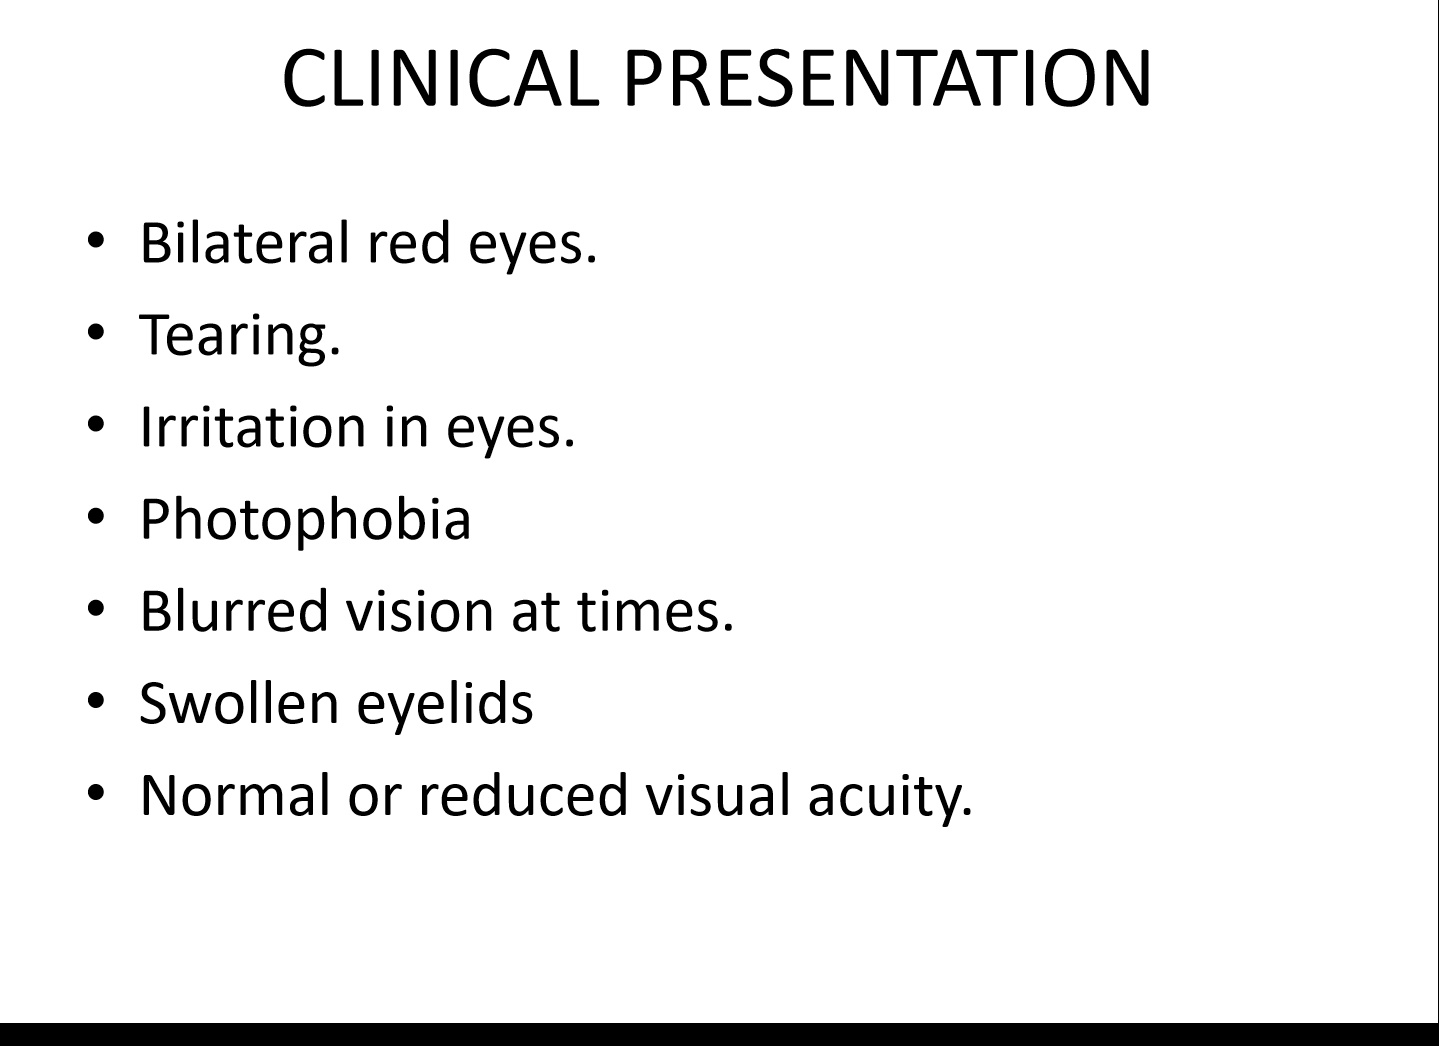 CLINICAL PRESENTATION
• Bilateral red eyes.
• Tearing.
• Irritation in eyes.
• Photophobia
• Blurred vision at times.
• Swollen eyelids
• Normal or reduced visual acuity.